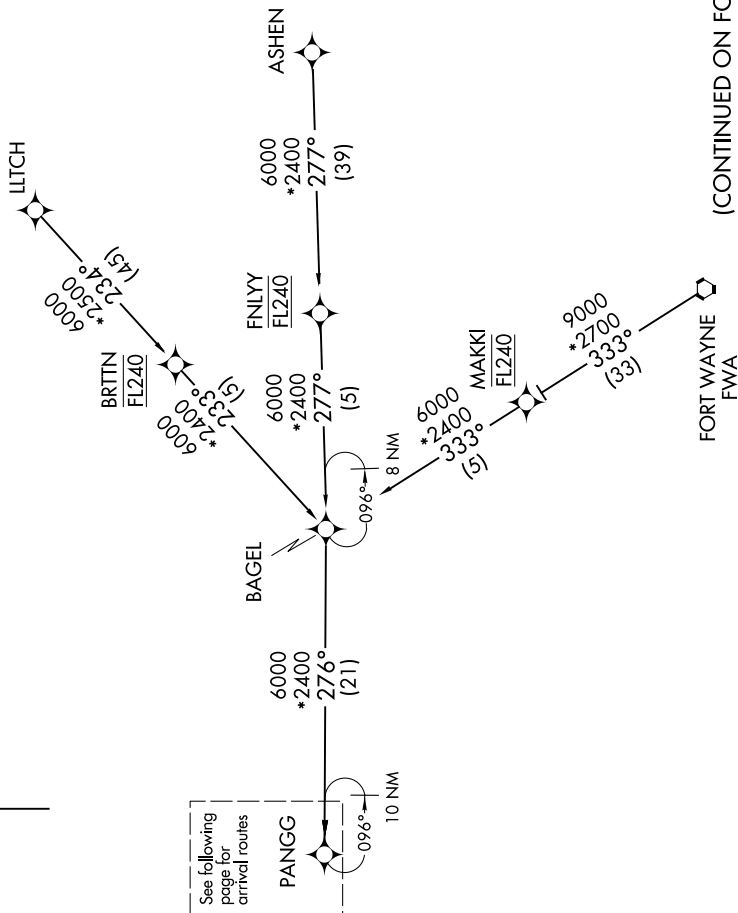 LLTCH
6000
*2500
234°
(45)
BRTTN
FL240
6000
*2400
233°
(5)
ASHEN
6000
*2400
277°
(39)
FNLYY
FL240
6000
*2400
277°
(5)
BAGEL
096°
8 NM
6000
*2400
276°
(21)
See following
page for
arrival routes
PANGG
096°
10 NM
MAKKI
FL240
6000
*2400
333°
(5)
9000
*2700
333°
(33)
FORT WAYNE
FWA
(CONTINUED ON FO